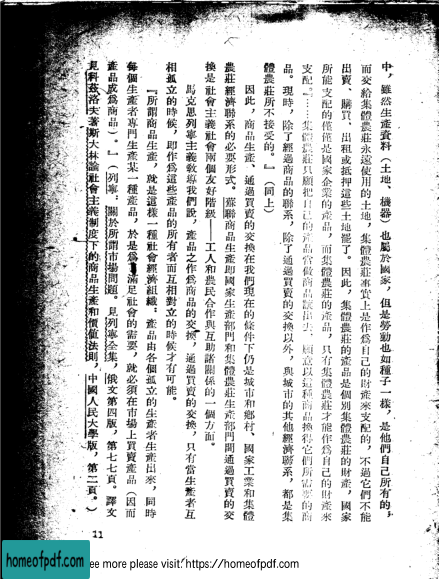 中，雖然生產資料（土地、機器）也屬於國家，但是勞動也如種子一樣，是他們自己所有的，
而交給集體農莊永遠使用的土地，集體農莊事實上是作爲自己的財產來支配的，不過它們不能
出賣、購買、出租或抵押這些土地罷了。因此，集體農莊的產品是個別集體農莊的財產，國家
所能支配的僅僅是國家企業的產品，而集體農莊的產品，只有集體農莊才能作爲自己的財產來
支配。……集體農莊只願把自己的產品當做商品讓出去，願意以這種商品換得它們所需要的商
品。現時，除了經過商品的聯系，除了通過買賣的交換以外，與城市的其他經濟聯系，都是集
體農莊所不接受的。』（同上）
因此，商品生產、通過買賣的交換在我們現在的條件下仍是城市和鄉村、國家工業和集體
農莊經濟聯系的必要形式。蘇聯商品生產即國家生產部門和集體農莊生產部門間通過買賣的交
換是社會主義社會兩個友好階級——工人和農民合作與互助諸關係的一個方面。
馬克思列寧主義教導我們說，產品之作爲商品的交換，通過買賣的交換，只有當生產者互
相孤立的時候，即作爲這些產品的所有者而互相對立的時候才有可能。
『所謂商品生產，就是這樣一種社會經濟組織：產品由各個孤立的生產者生產出來，同時
每個生產者專門生產某一種產品，於是爲滿足社會的需要，就必須在市場上買賣產品（因而
產品成爲商品）。』（列寧：關於所謂市場問題。見列寧全集，俄文第四版，第七七頁。譯文
見科茲洛夫著斯大林論社會主義制度下的商品生產和價值法則，中國人民大學版，第二頁。）
11
homeofpdf.com
ee more please visit: https://homeofpdf.com
homeofpdf.com